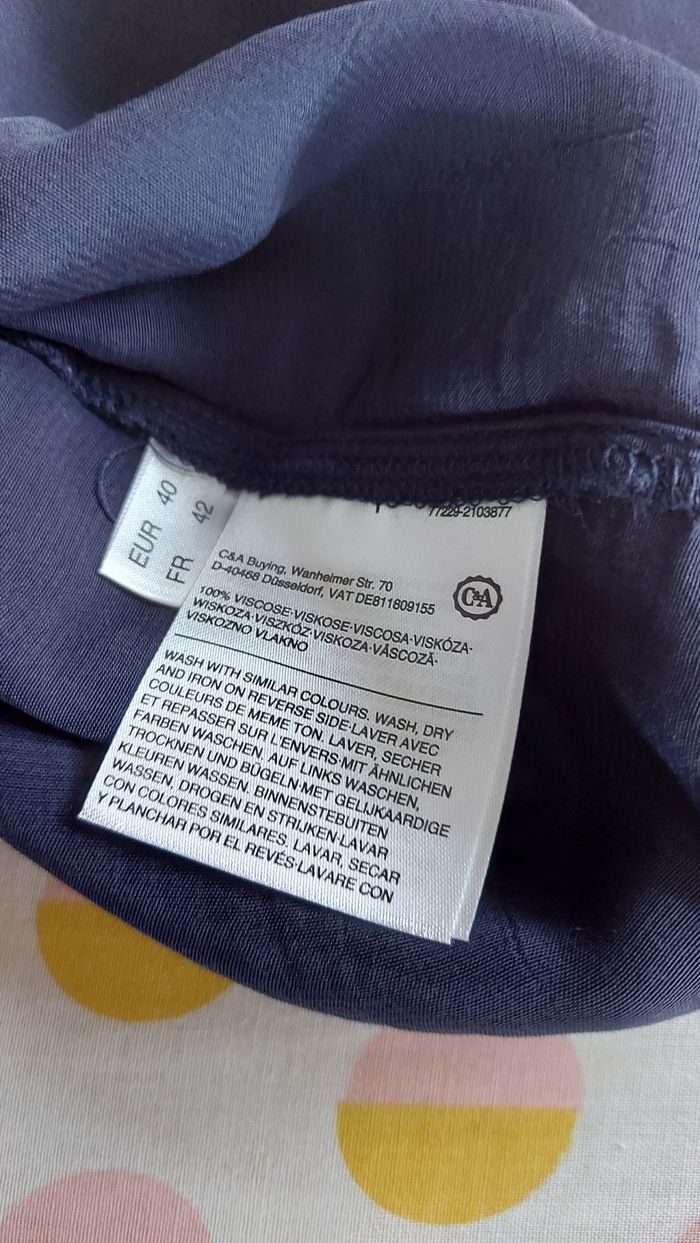 EUR 40
FR 42
77229-2103877
C&A Buying, Wanheimer Str. 70
D-40468 Düsseldorf, VAT DE811809155
C&A
100% VISCOSE·VISKOSE·VISCOSA·VISKÓZA·
WISKOZA·VISZKÓZ·VISKOZA·VÂSCOZĂ·
VISKOZNO VLAKNO
WASH WITH SIMILAR COLOURS. WASH, DRY
AND IRON ON REVERSE SIDE·LAVER AVEC
COULEURS DE MEME TON. LAVER, SECHER
ET REPASSER SUR L'ENVERS·MIT ÄHNLICHEN
FARBEN WASCHEN. AUF LINKS WASCHEN,
TROCKNEN UND BÜGELN·MET GELIJKAARDIGE
KLEUREN WASSEN. BINNENSTEBUITEN
WASSEN, DROGEN EN STRIJKEN·LAVAR
CON COLORES SIMILARES. LAVAR, SECAR
Y PLANCHAR POR EL REVÉS·LAVARE CON